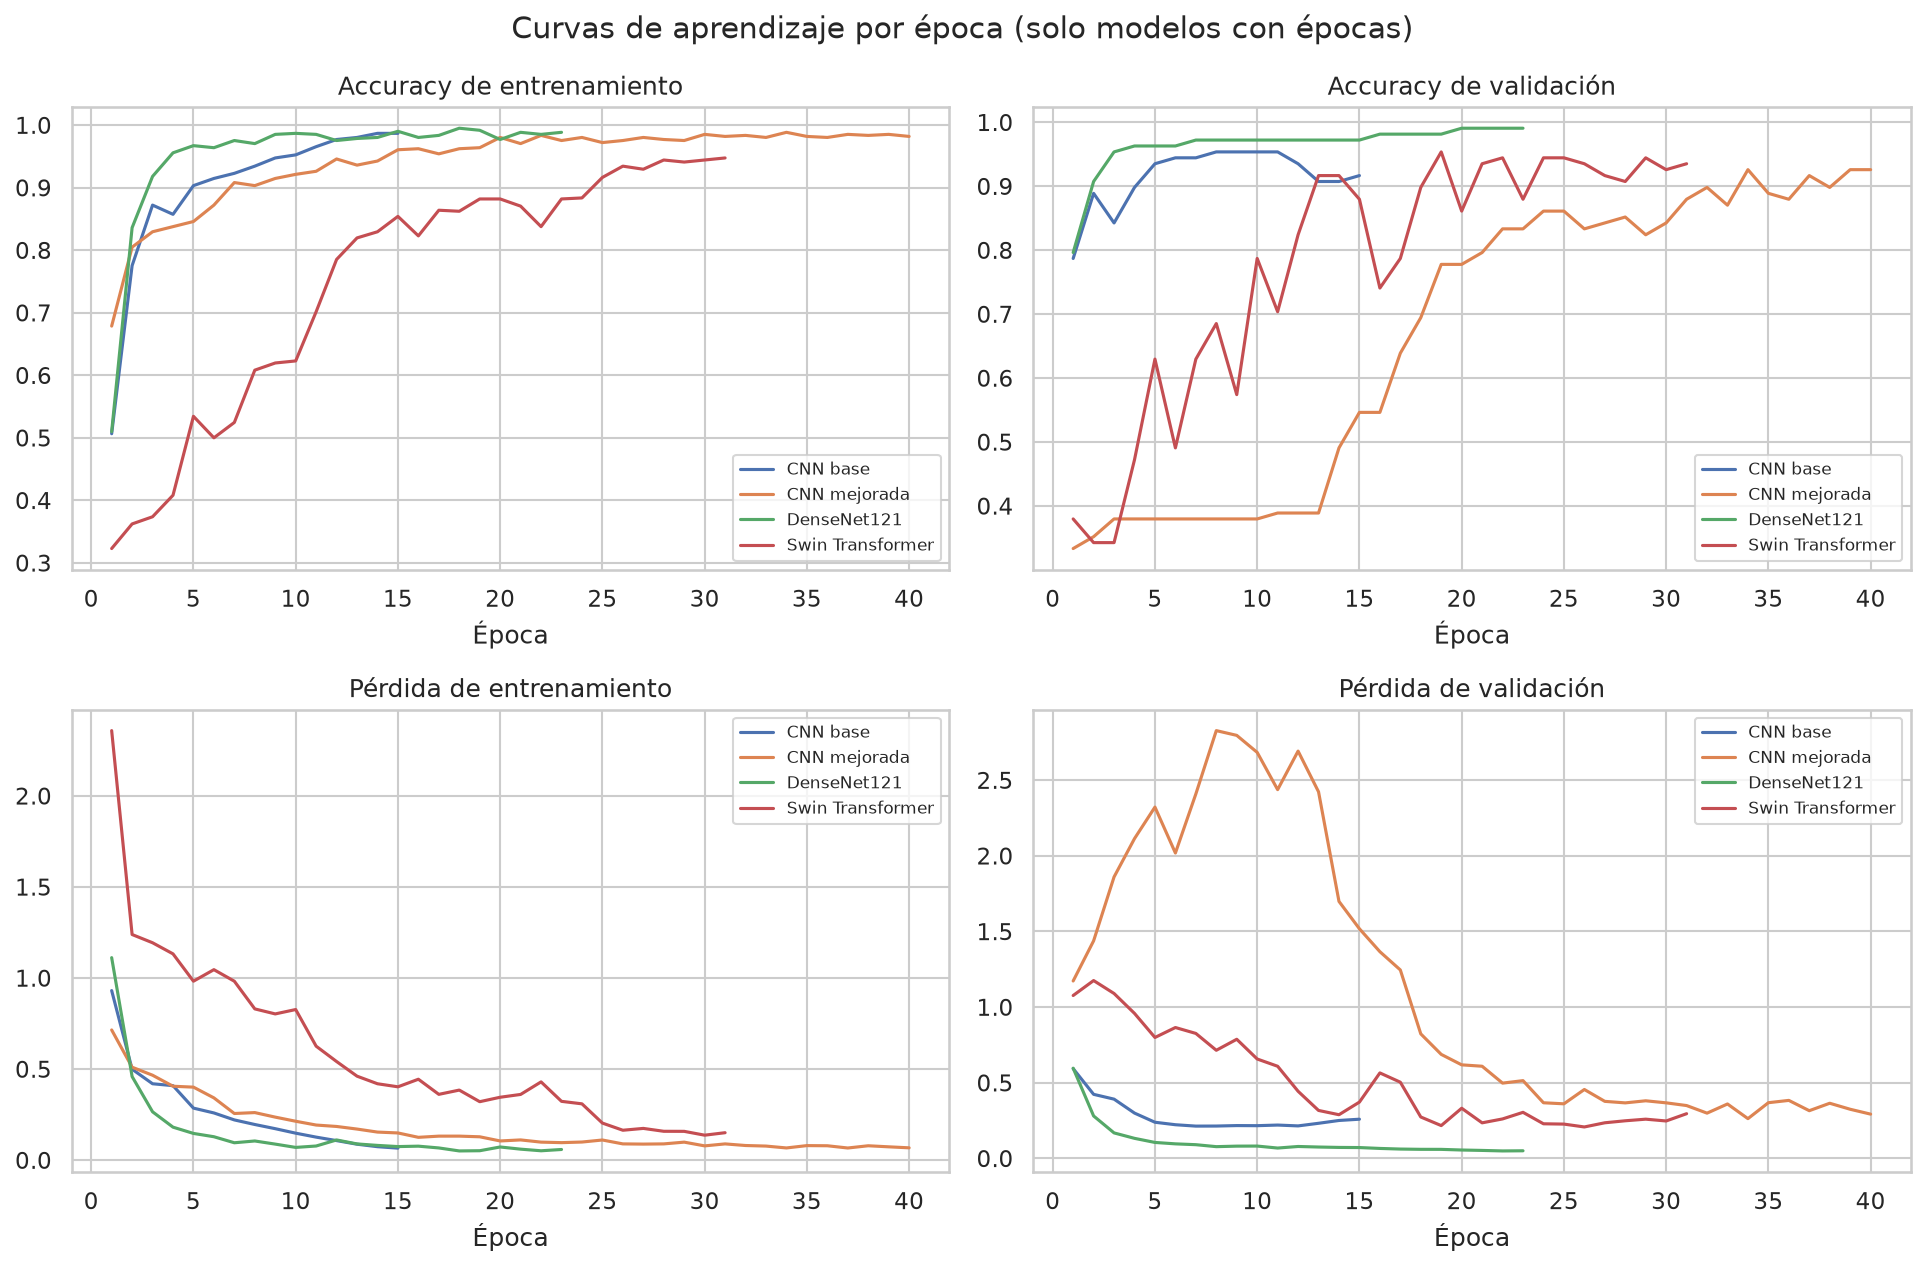 Curvas de aprendizaje por época (solo modelos con épocas)
Accuracy de entrenamiento
1.0
0.9
0.8
0.7
0.6
0.5
0.4
0.3
CNN base
CNN mejorada
DenseNet121
Swin Transformer
0 5 10 15 20 25 30 35 40
Época
Accuracy de validación
1.0
0.9
0.8
0.7
0.6
0.5
0.4
CNN base
CNN mejorada
DenseNet121
Swin Transformer
0 5 10 15 20 25 30 35 40
Época
Pérdida de entrenamiento
CNN base
CNN mejorada
DenseNet121
Swin Transformer
2.0
1.5
1.0
0.5
0.0
0 5 10 15 20 25 30 35 40
Época
Pérdida de validación
CNN base
CNN mejorada
DenseNet121
Swin Transformer
2.5
2.0
1.5
1.0
0.5
0.0
0 5 10 15 20 25 30 35 40
Época